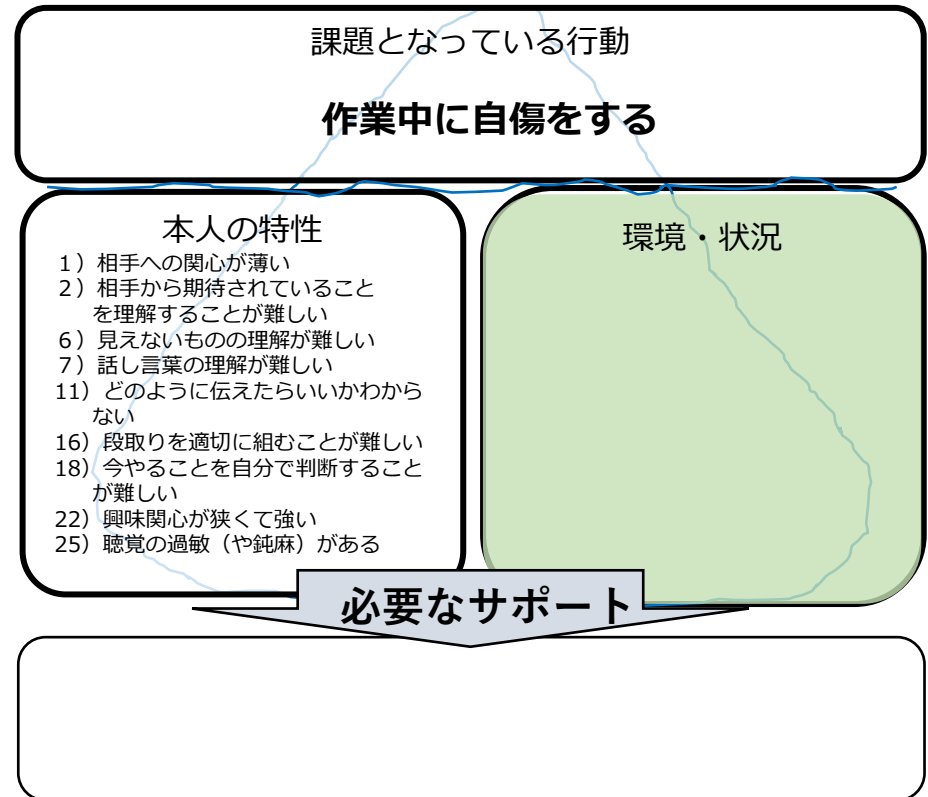 課題となっている行動
作業中に自傷をする
本人の特性
1）相手への関心が薄い
2）相手から期待されていること
を理解することが難しい
6）見えないものの理解が難しい
7）話し言葉の理解が難しい
11）どのように伝えたらいいかわから
ない
16）段取りを適切に組むことが難しい
18）今やることを自分で判断すること
が難しい
22）興味関心が狭くて強い
25）聴覚の過敏（や鈍麻）がある
環境・状況
必要なサポート